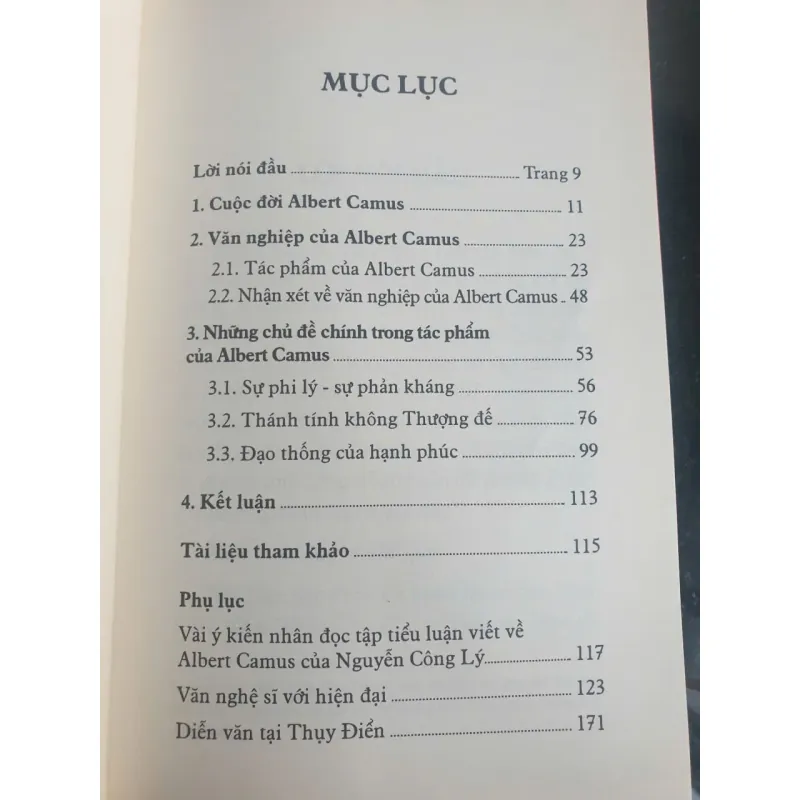 MỤC LỤC
Lời nói đầu ........ Trang 9
1. Cuộc đời Albert Camus ........ 11
2. Văn nghiệp của Albert Camus ........ 23
2.1. Tác phẩm của Albert Camus ........ 23
2.2. Nhận xét về văn nghiệp của Albert Camus .. 48
3. Những chủ đề chính trong tác phẩm
của Albert Camus ........ 53
3.1. Sự phi lý - sự phản kháng ........ 56
3.2. Thánh tính không Thượng đế ........ 76
3.3. Đạo thống của hạnh phúc ........ 99
4. Kết luận ........ 113
Tài liệu tham khảo ........ 115
Phụ lục
Vài ý kiến nhân đọc tập tiểu luận viết về
Albert Camus của Nguyễn Công Lý ........ 117
Văn nghệ sĩ với hiện đại ........ 123
Diễn văn tại Thụy Điển ........ 171